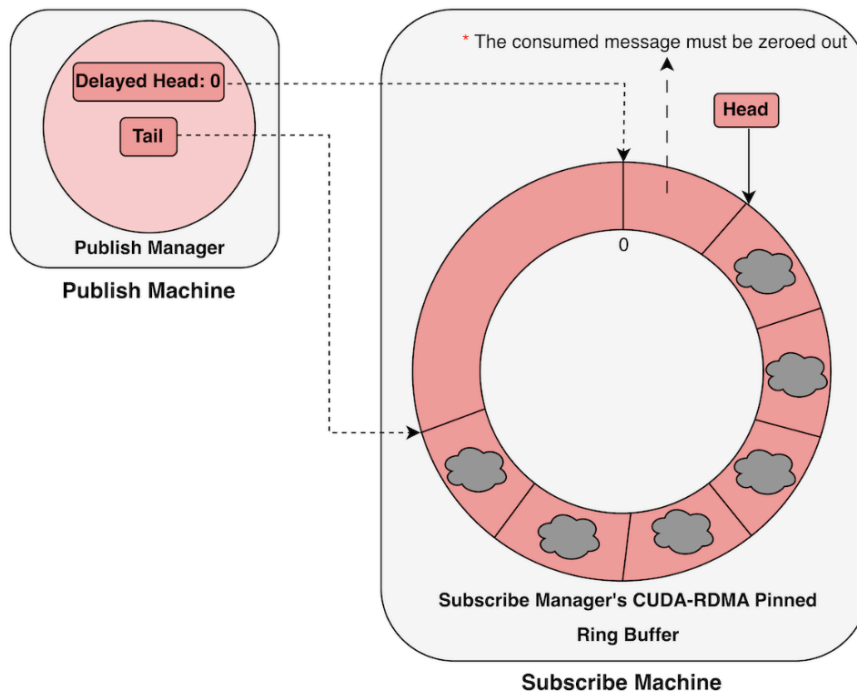 * The consumed message must be zeroed out
Delayed Head: 0
Head
Tail
0
Publish Manager
Publish Machine
Subscribe Manager's CUDA-RDMA Pinned
Ring Buffer
Subscribe Machine